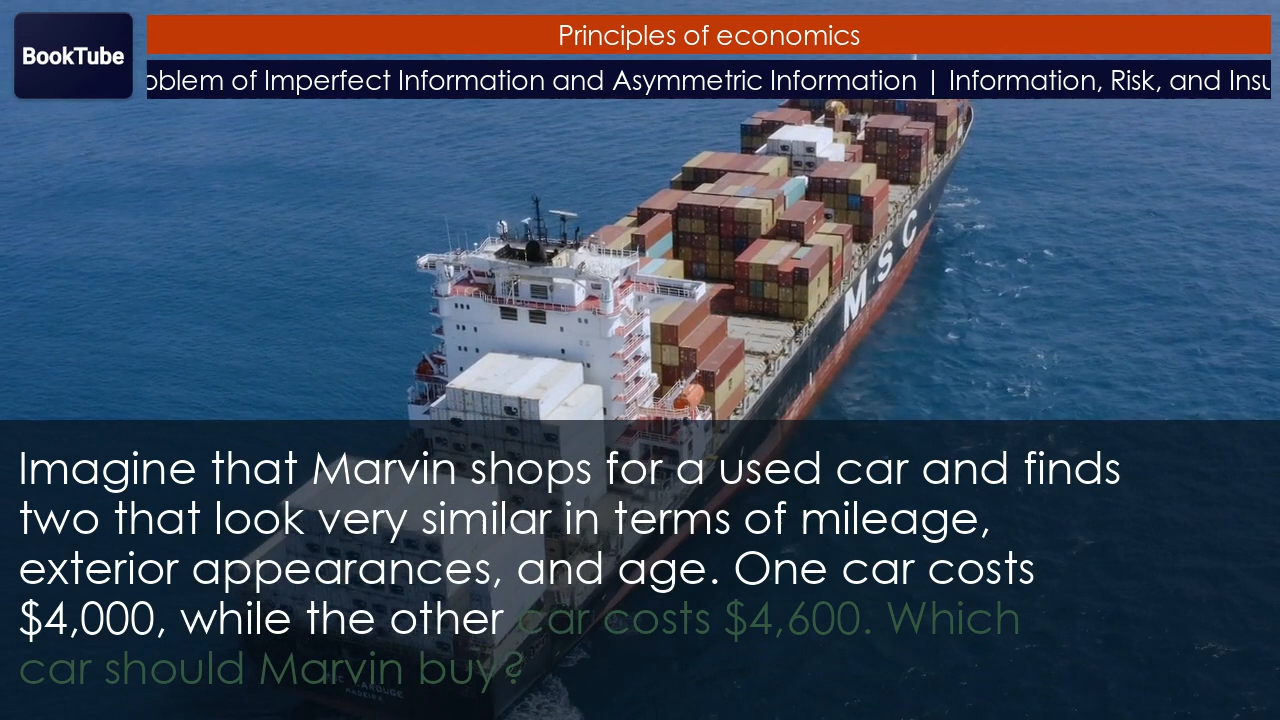 BookTube
Principles of economics
oblem of Imperfect Information and Asymmetric Information | Information, Risk, and Insu
MSC
Imagine that Marvin shops for a used car and finds
two that look very similar in terms of mileage,
exterior appearances, and age. One car costs
$4,000, while the other car costs $4,600. Which
car should Marvin buy?